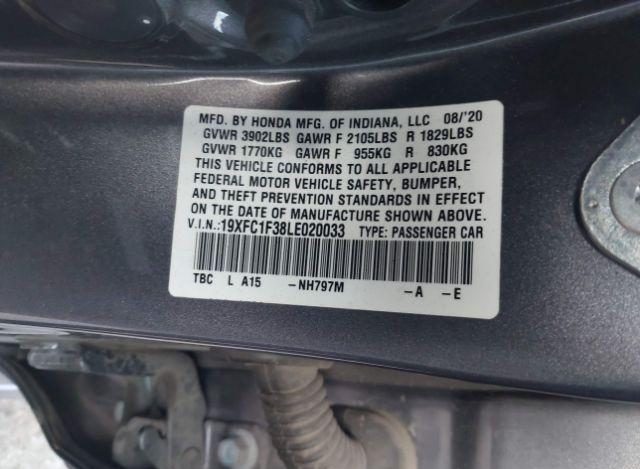 MFD. BY HONDA MFG. OF INDIANA, LLC 08/'20
GVWR 3902LBS GAWR F 2105LBS R 1829LBS
GVWR 1770KG GAWR F 955KG R 830KG
THIS VEHICLE CONFORMS TO ALL APPLICABLE
FEDERAL MOTOR VEHICLE SAFETY, BUMPER,
AND THEFT PREVENTION STANDARDS IN EFFECT
ON THE DATE OF MANUFACTURE SHOWN ABOVE.
V.I.N.:19XFC1F38LE020033 TYPE: PASSENGER CAR
TBC L A15 -NH797M -A -E